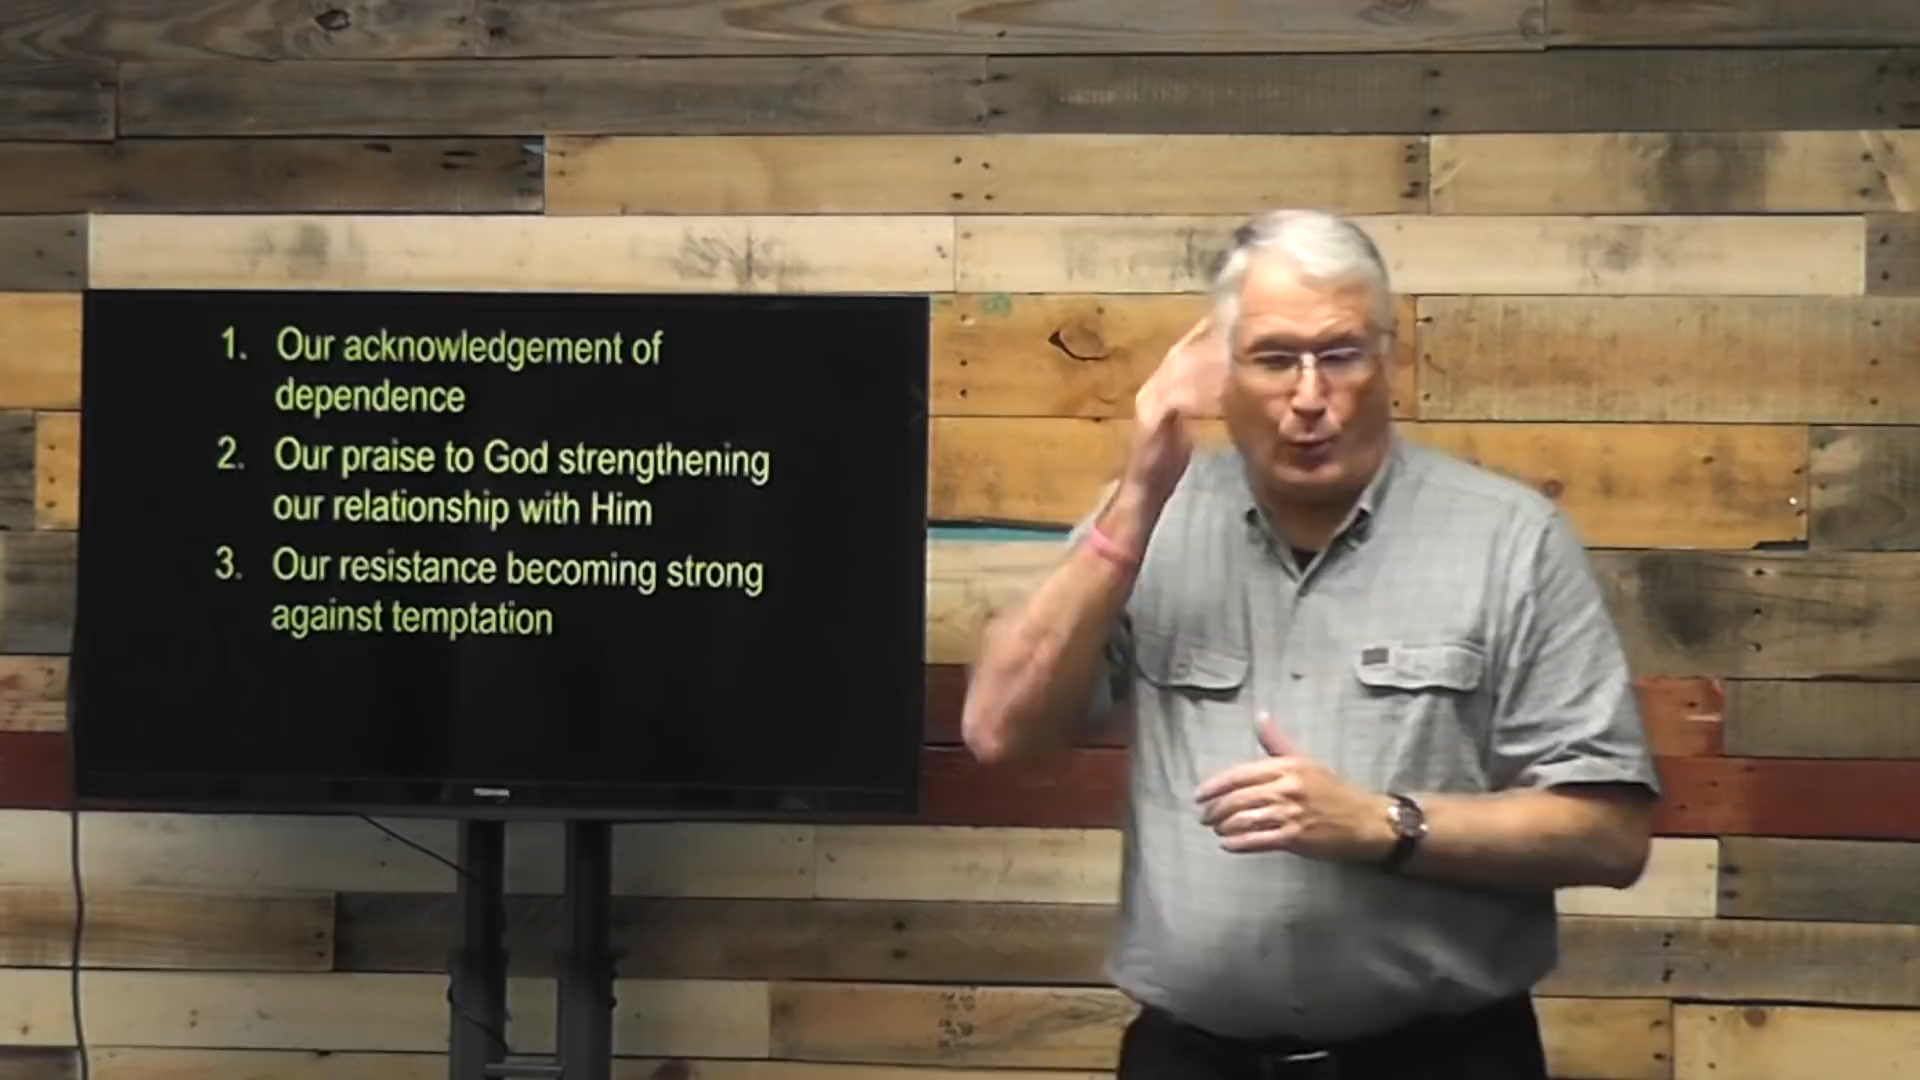 1. Our acknowledgement of
dependence
2. Our praise to God strengthening
our relationship with Him
3. Our resistance becoming strong
against temptation
TOSHIBA